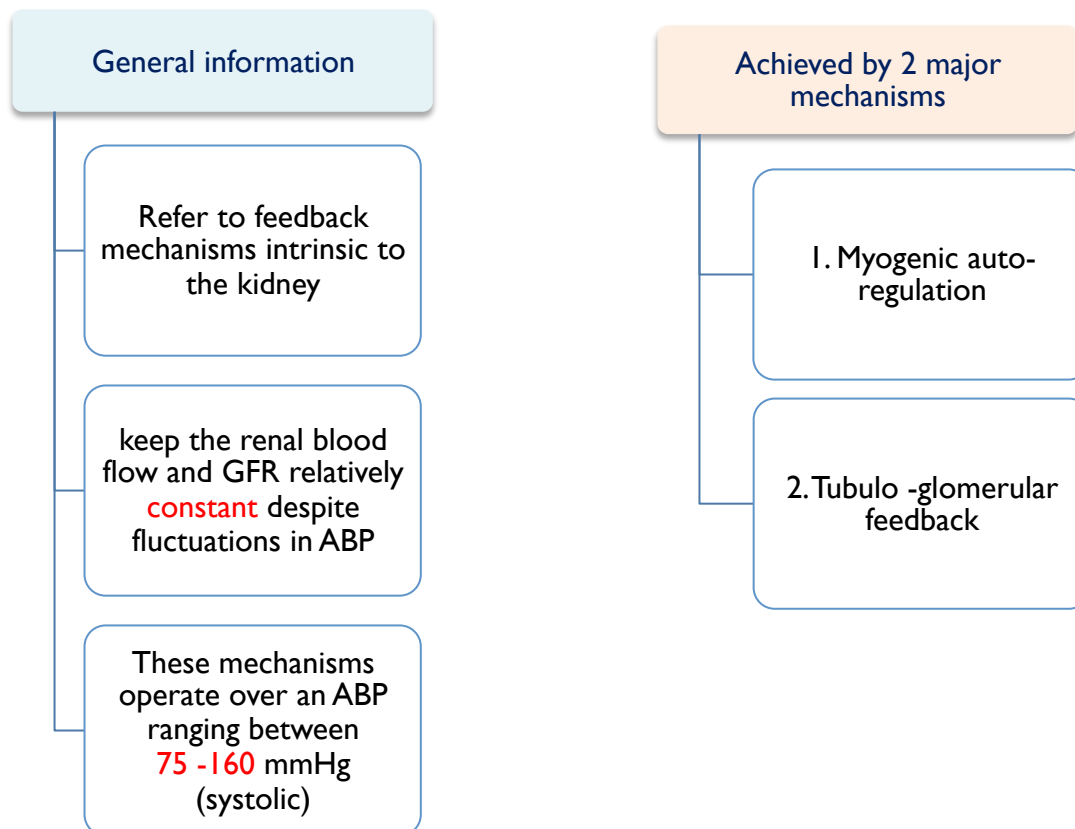 General information
Refer to feedback
mechanisms intrinsic to
the kidney
keep the renal blood
flow and GFR relatively
constant despite
fluctuations in ABP
These mechanisms
operate over an ABP
ranging between
75 -160 mmHg
(systolic)
Achieved by 2 major
mechanisms
1. Myogenic auto-
regulation
2. Tubulo -glomerular
feedback